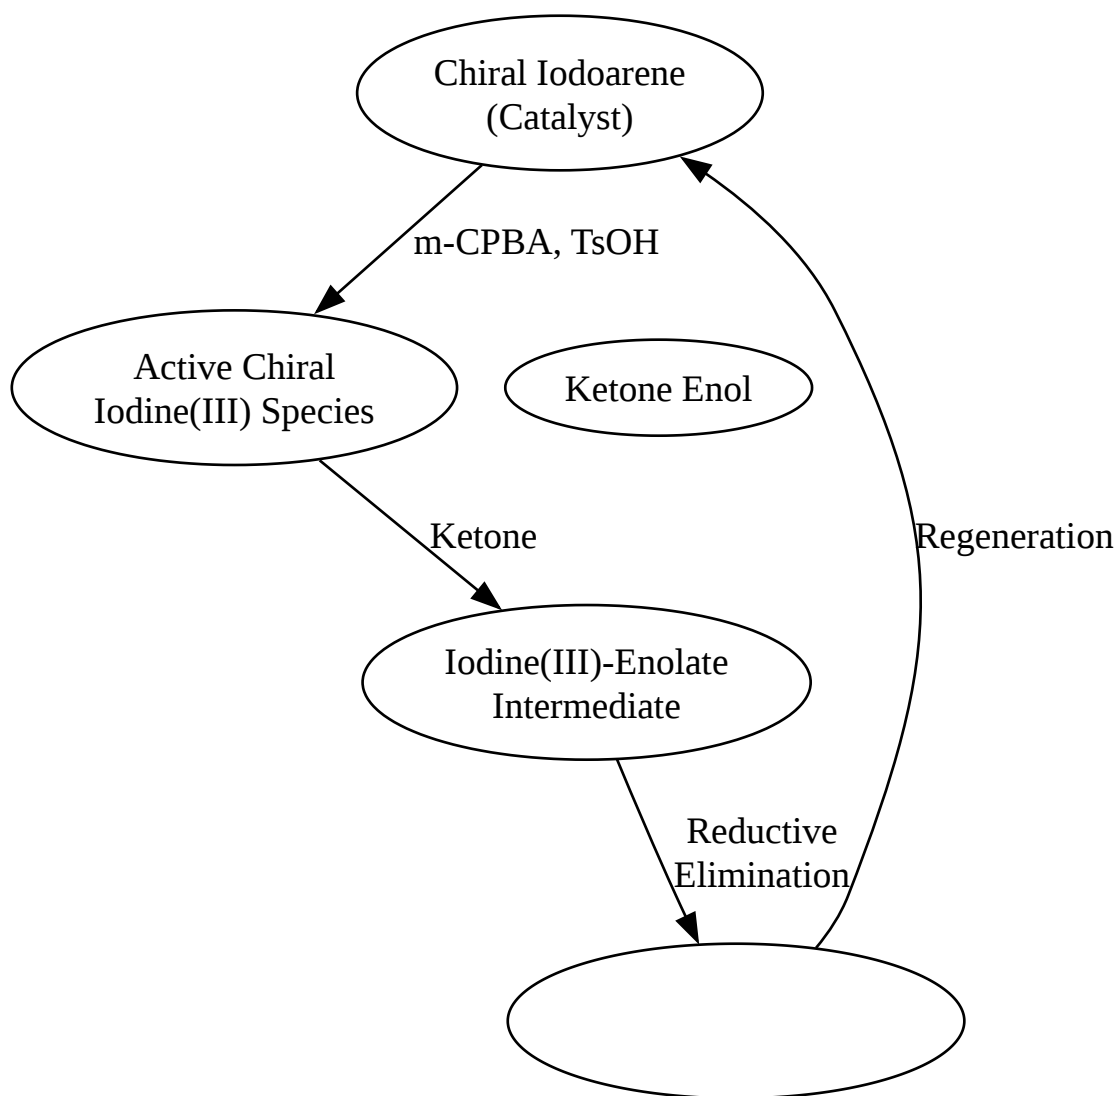 Chiral Iodoarene
(Catalyst)
m-CPBA, TsOH
Active Chiral
Iodine(III) Species
Ketone Enol
Ketone
Regeneration
Iodine(III)-Enolate
Intermediate
Reductive
Elimination